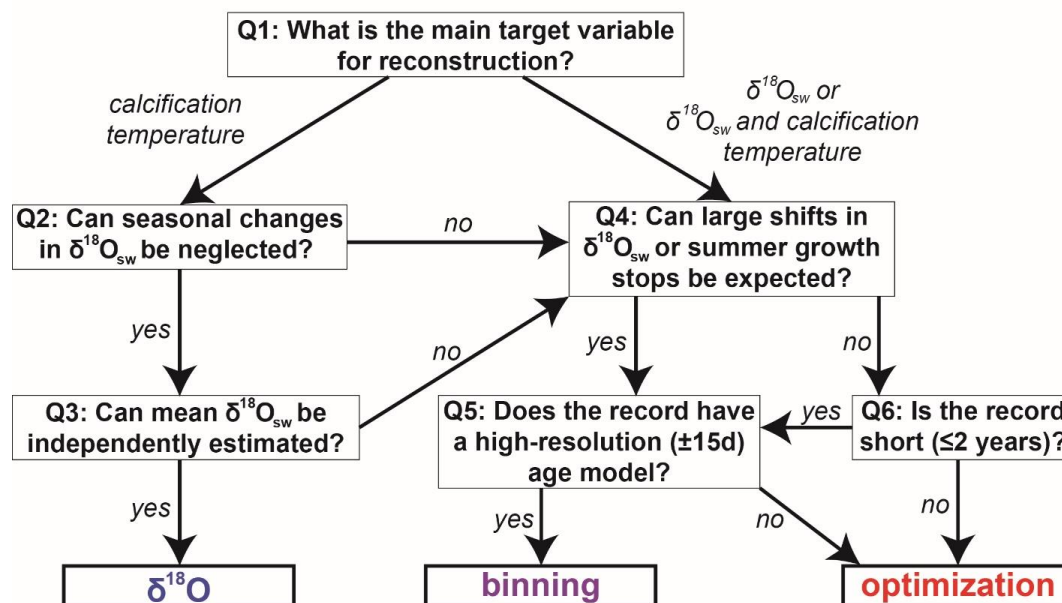 Q1: What is the main target variable
for reconstruction?
calcification
temperature
δ¹⁸Osw or
δ¹⁸Osw and calcification
temperature
Q2: Can seasonal changes
in δ¹⁸Osw be neglected?
no
Q4: Can large shifts in
δ¹⁸Osw or summer growth
stops be expected?
yes
no
yes
no
Q3: Can mean δ¹⁸Osw be
independently estimated?
Q5: Does the record have
a high-resolution (±15d)
age model?
yes
Q6: Is the record
short (≤2 years)?
yes
yes
no
no
δ¹⁸O
binning
optimization